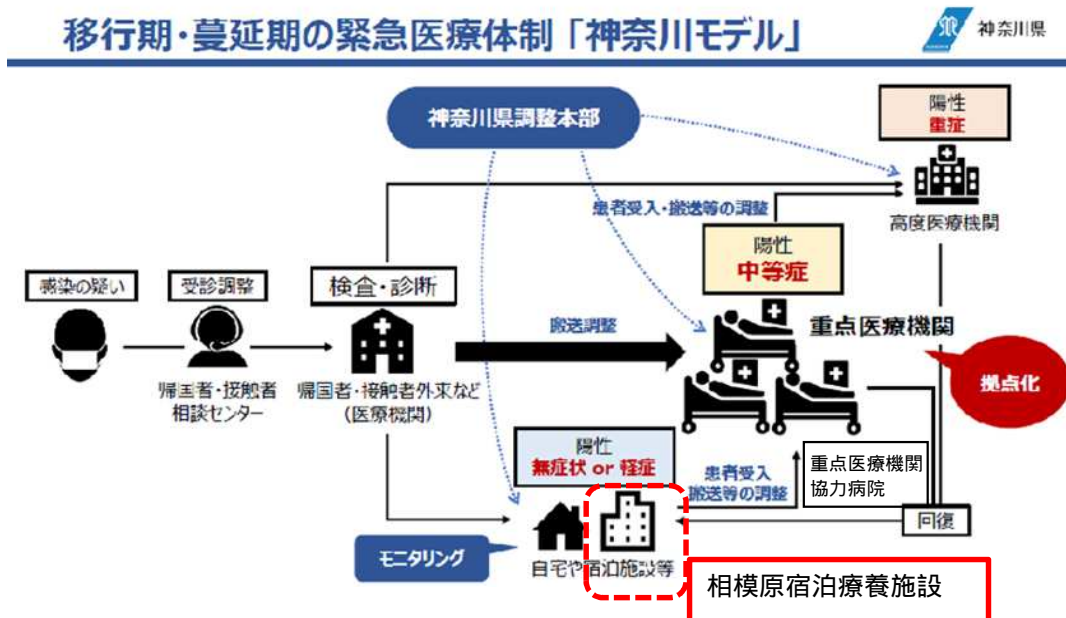 移行期・蔓延期の緊急医療体制「神奈川モデル」
神奈川県
神奈川県調整本部
陽性
重症
高度医療機関
患者受入・搬送等の調整
陽性
中等症
重点医療機関
拠点化
感染の疑い
受診調整
検査・診断
搬送調整
帰国者・接触者
相談センター
帰国者・接触者外来など
(医療機関)
陽性
無症状 or 軽症
患者受入
搬送等の調整
重点医療機関
協力病院
回復
モニタリング
自宅や宿泊施設等
相模原宿泊療養施設